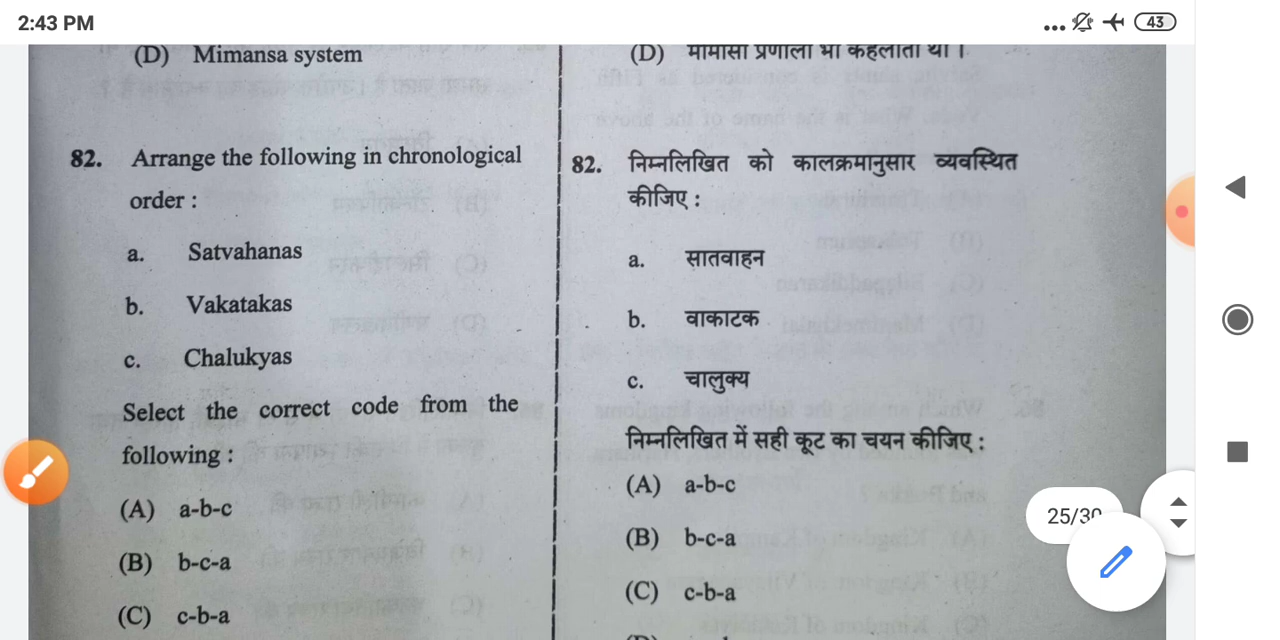 2:43 PM
43
(D) Mimansa system
82. Arrange the following in chronological
order :
a. Satvahanas
b. Vakatakas
c. Chalukyas
Select the correct code from the
following :
(A) a-b-c
(B) b-c-a
(C) c-b-a
(D) मीमांसा प्रणाली भी कहलाती थी ।
82. निम्नलिखित को कालक्रमानुसार व्यवस्थित
कीजिए :
a. सातवाहन
b. वाकाटक
c. चालुक्य
निम्नलिखित में सही कूट का चयन कीजिए :
(A) a-b-c
(B) b-c-a
(C) c-b-a
25/30